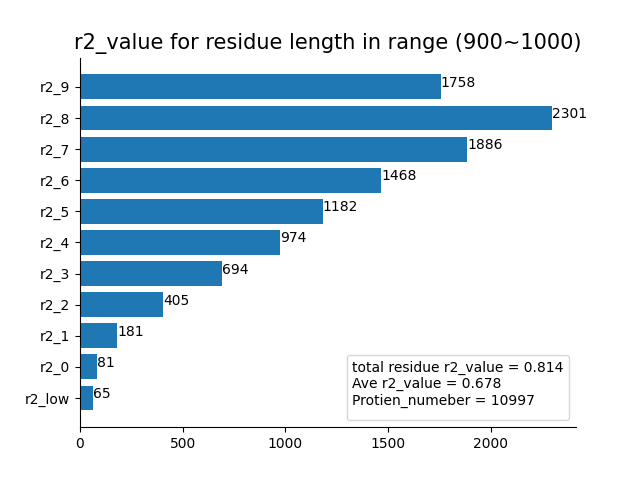 r2_value for residue length in range (900~1000)
r2_9 1758
r2_8 2301
r2_7 1886
r2_6 1468
r2_5 1182
r2_4 974
r2_3 694
r2_2 405
r2_1 181
r2_0 81
r2_low 65
total residue r2_value = 0.814
Ave r2_value = 0.678
Protien_numeber = 10997
0 500 1000 1500 2000